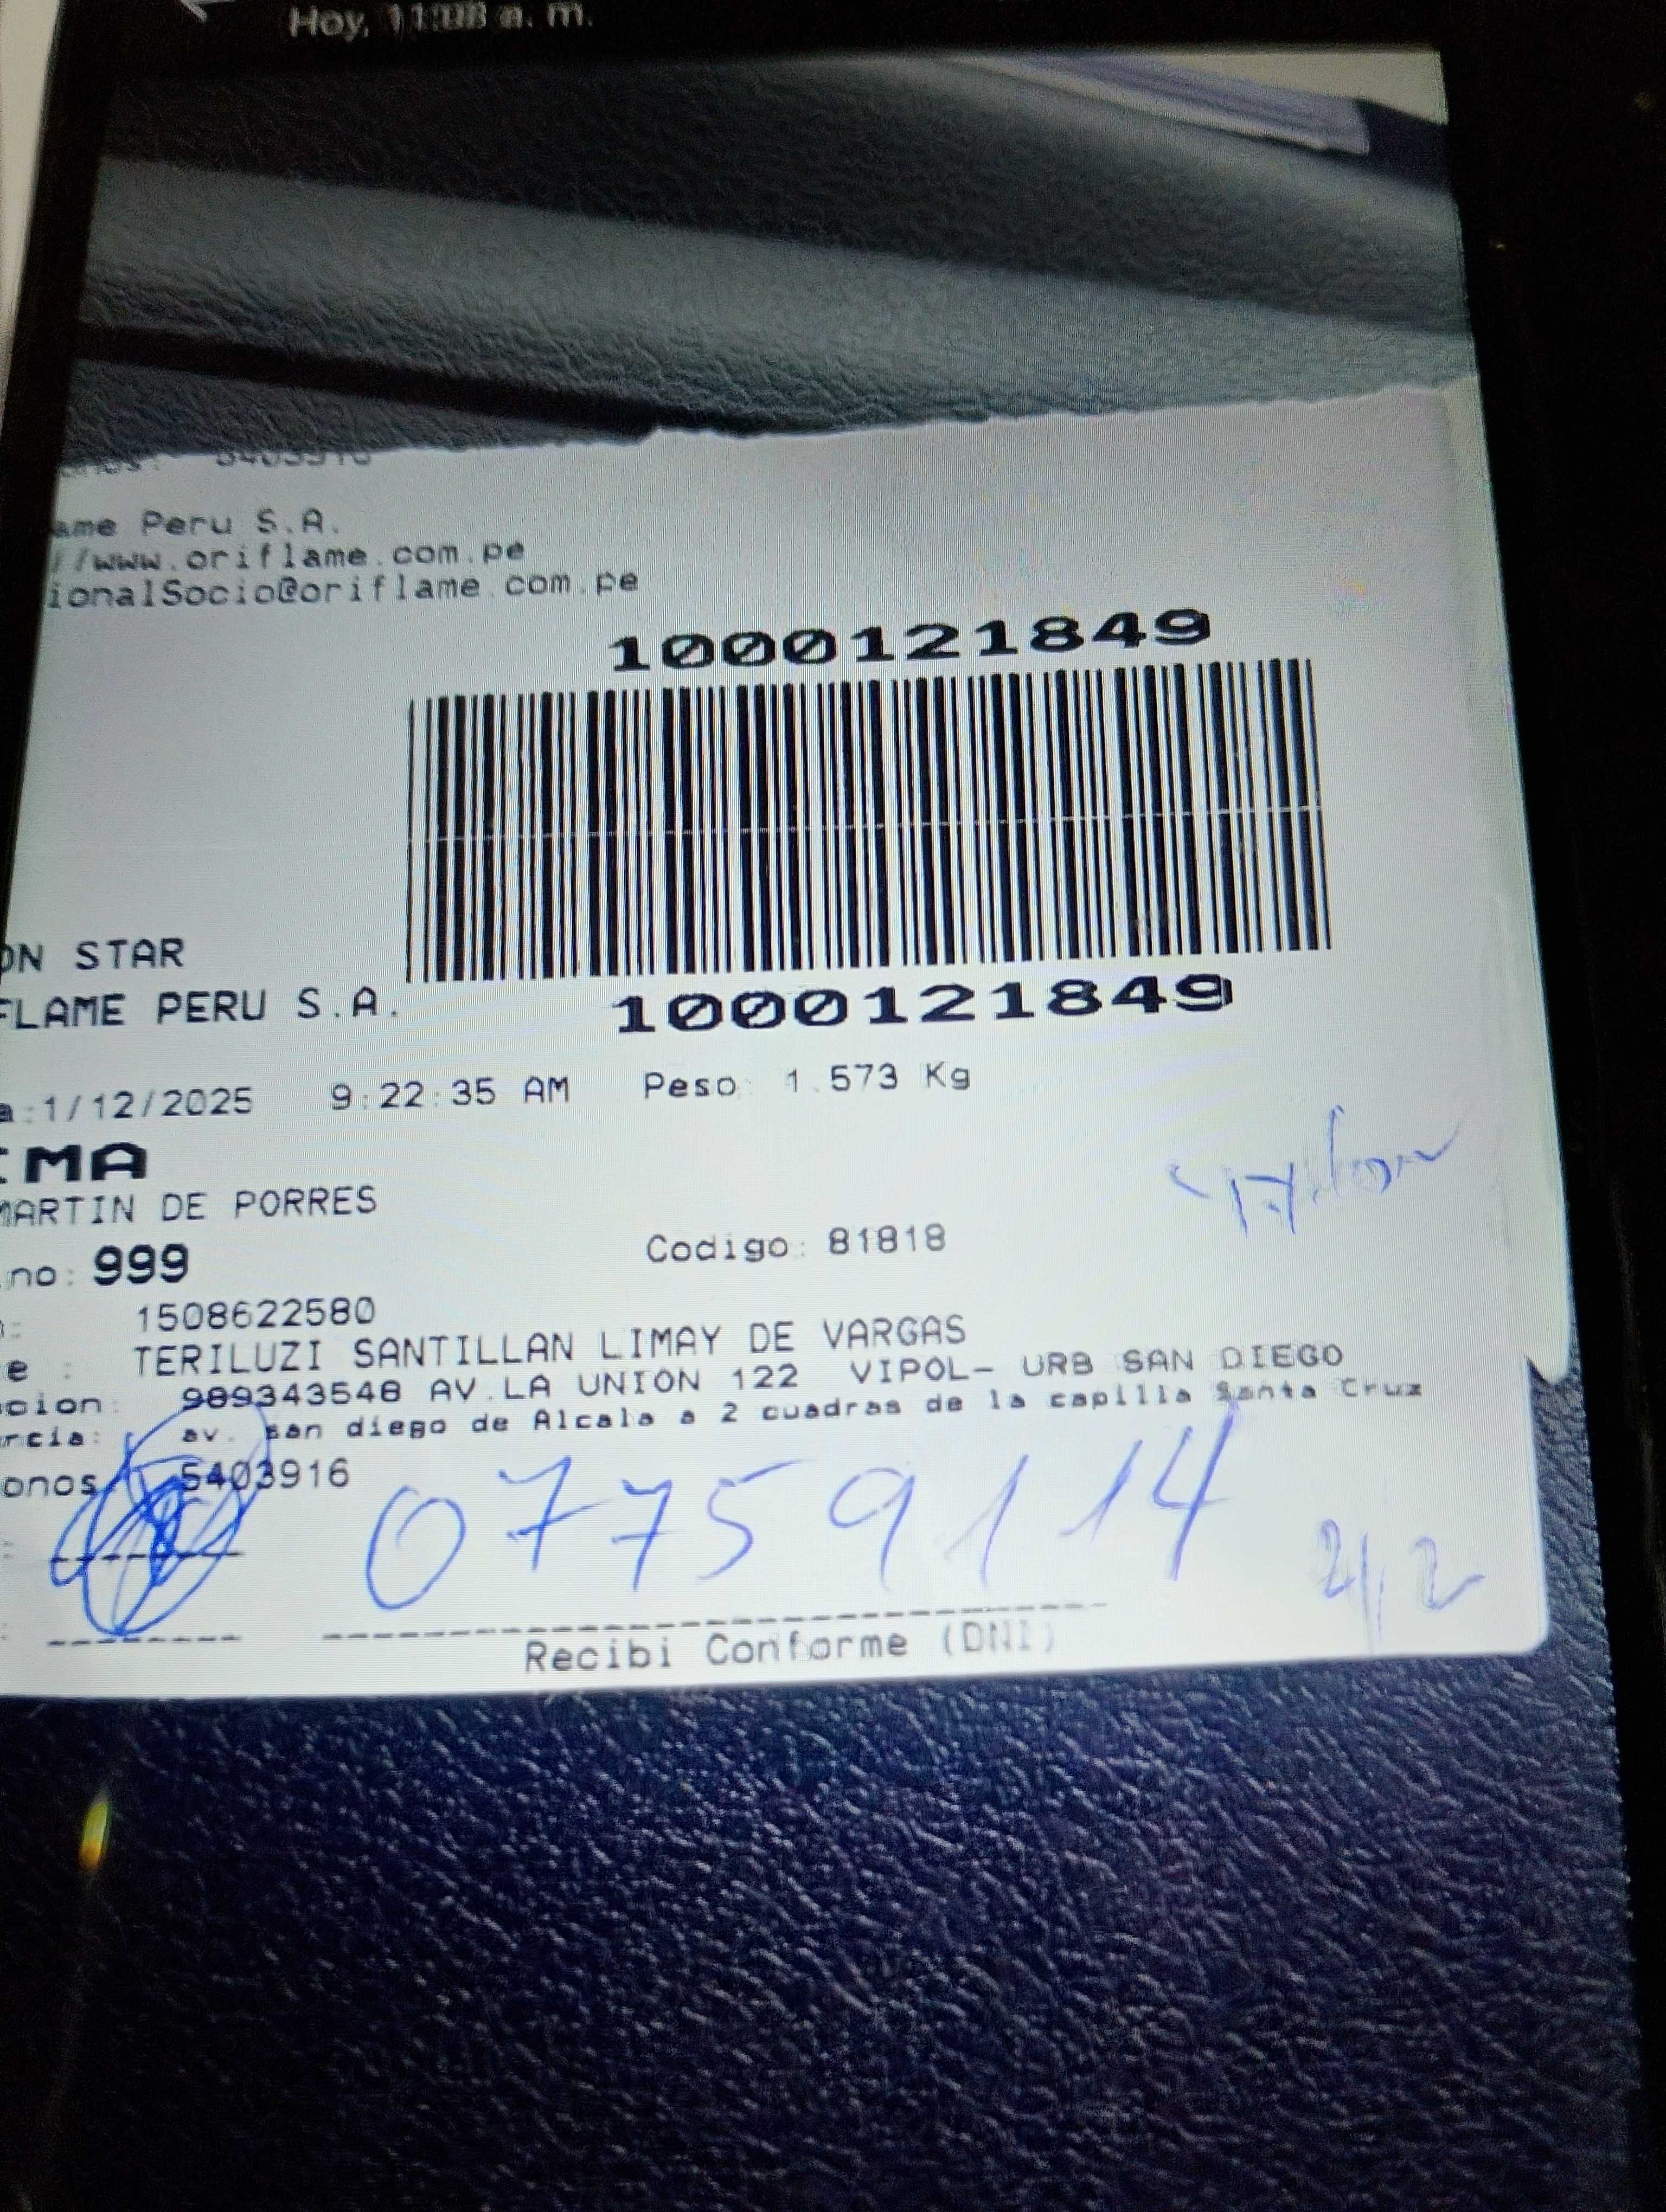 Hoy, 11:08 a. m.
5403916
ame Peru S.A.
//www.oriflame.com.pe
ionalSocio@oriflame.com.pe
1000121849
1000121849
ON STAR
FLAME PERU S.A.
a:1/12/2025 9:22:35 AM Peso: 1.573 Kg
IMA
MARTIN DE PORRES
no: 999 Codigo: 81818
1508622580
e : TERILUZI SANTILLAN LIMAY DE VARGAS
cion: 989343548 AV.LA UNION 122 VIPOL- URB SAN DIEGO
rcia: av. san diego de Alcala a 2 cuadras de la capilla Santa Cruz
onos 5403916
07759114
2/2
Recibi Conforme (DNI)